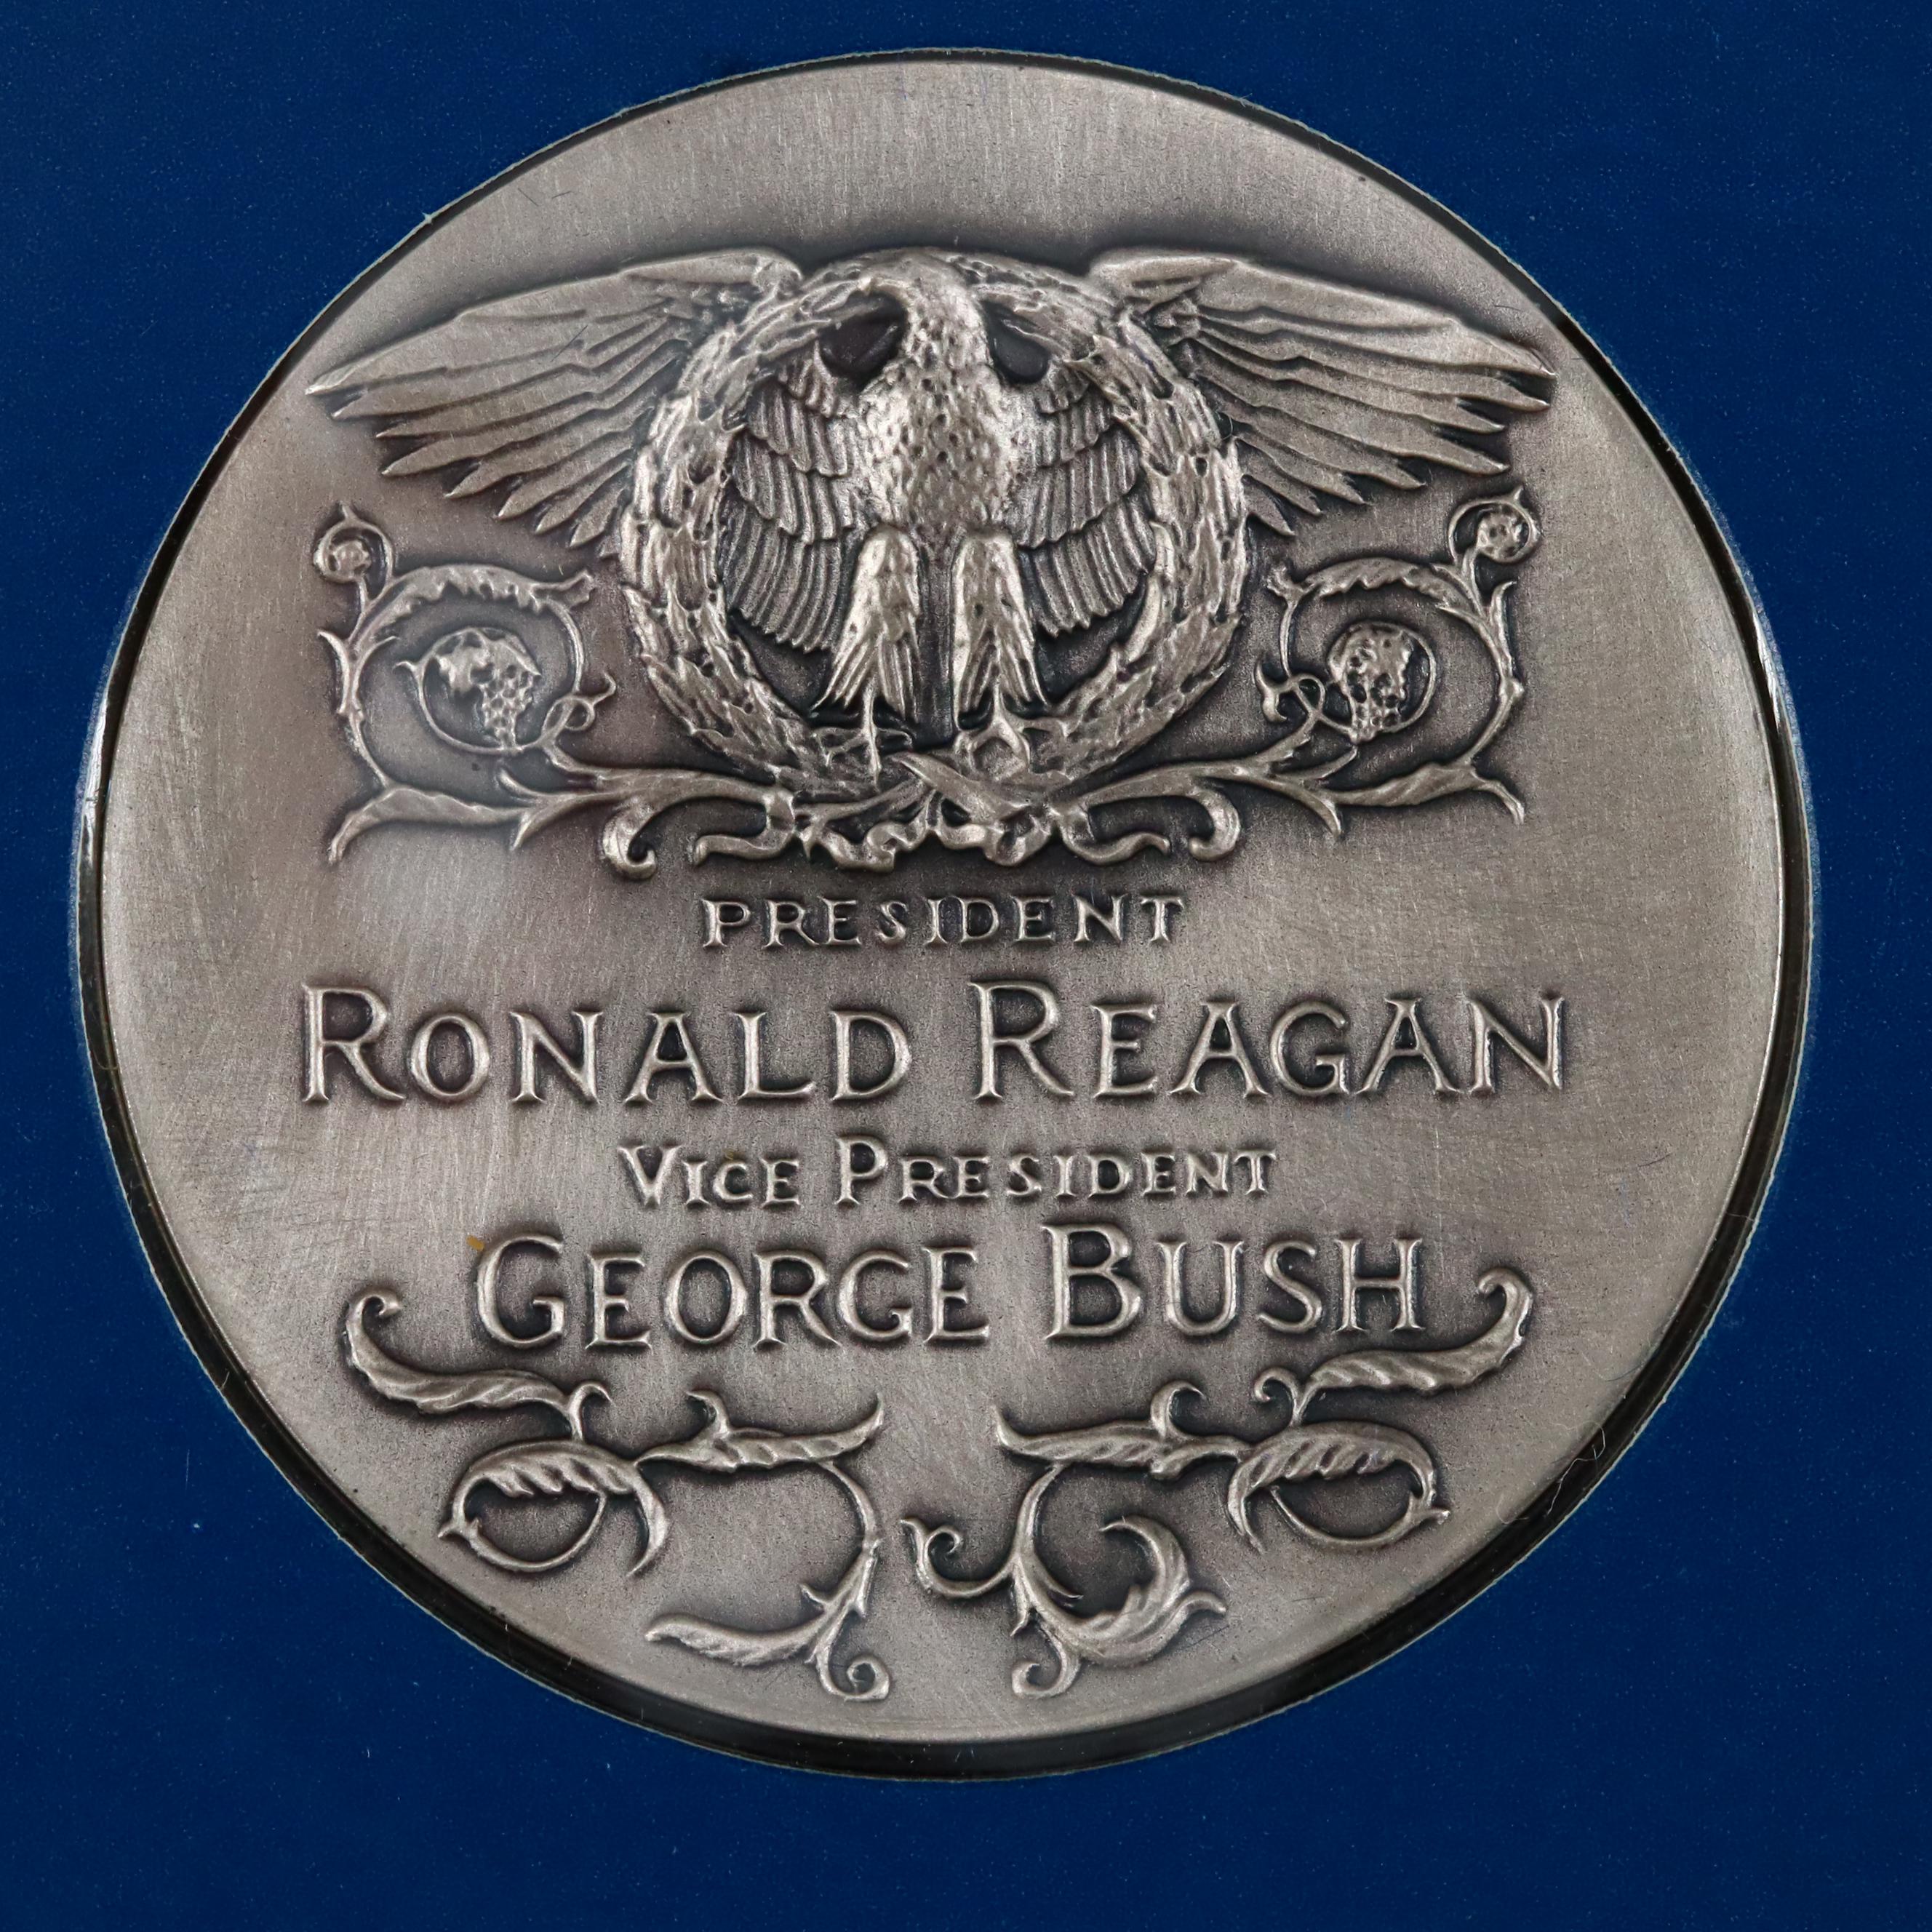 PRESIDENT
RONALD REAGAN
VICE PRESIDENT
GEORGE BUSH